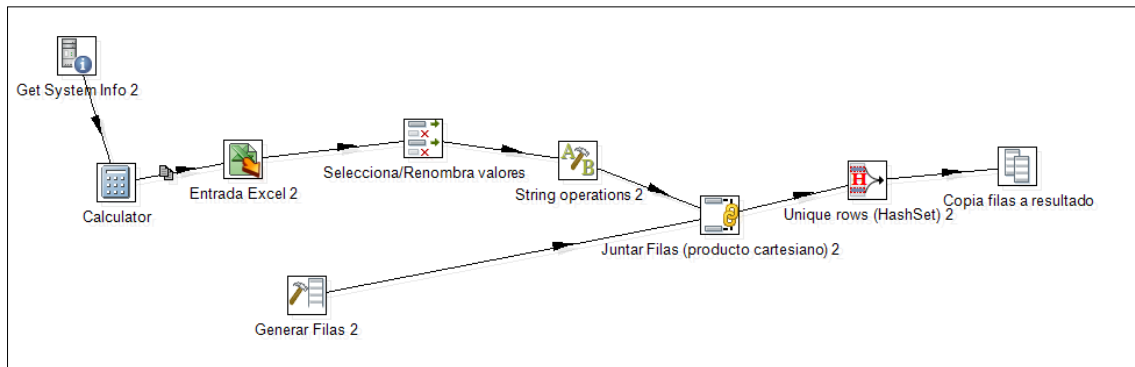 Get System Info 2
Calculator
Entrada Excel 2
Selecciona/Renombra valores
String operations 2
Juntar Filas (producto cartesiano) 2
Unique rows (HashSet) 2
Copia filas a resultado
Generar Filas 2